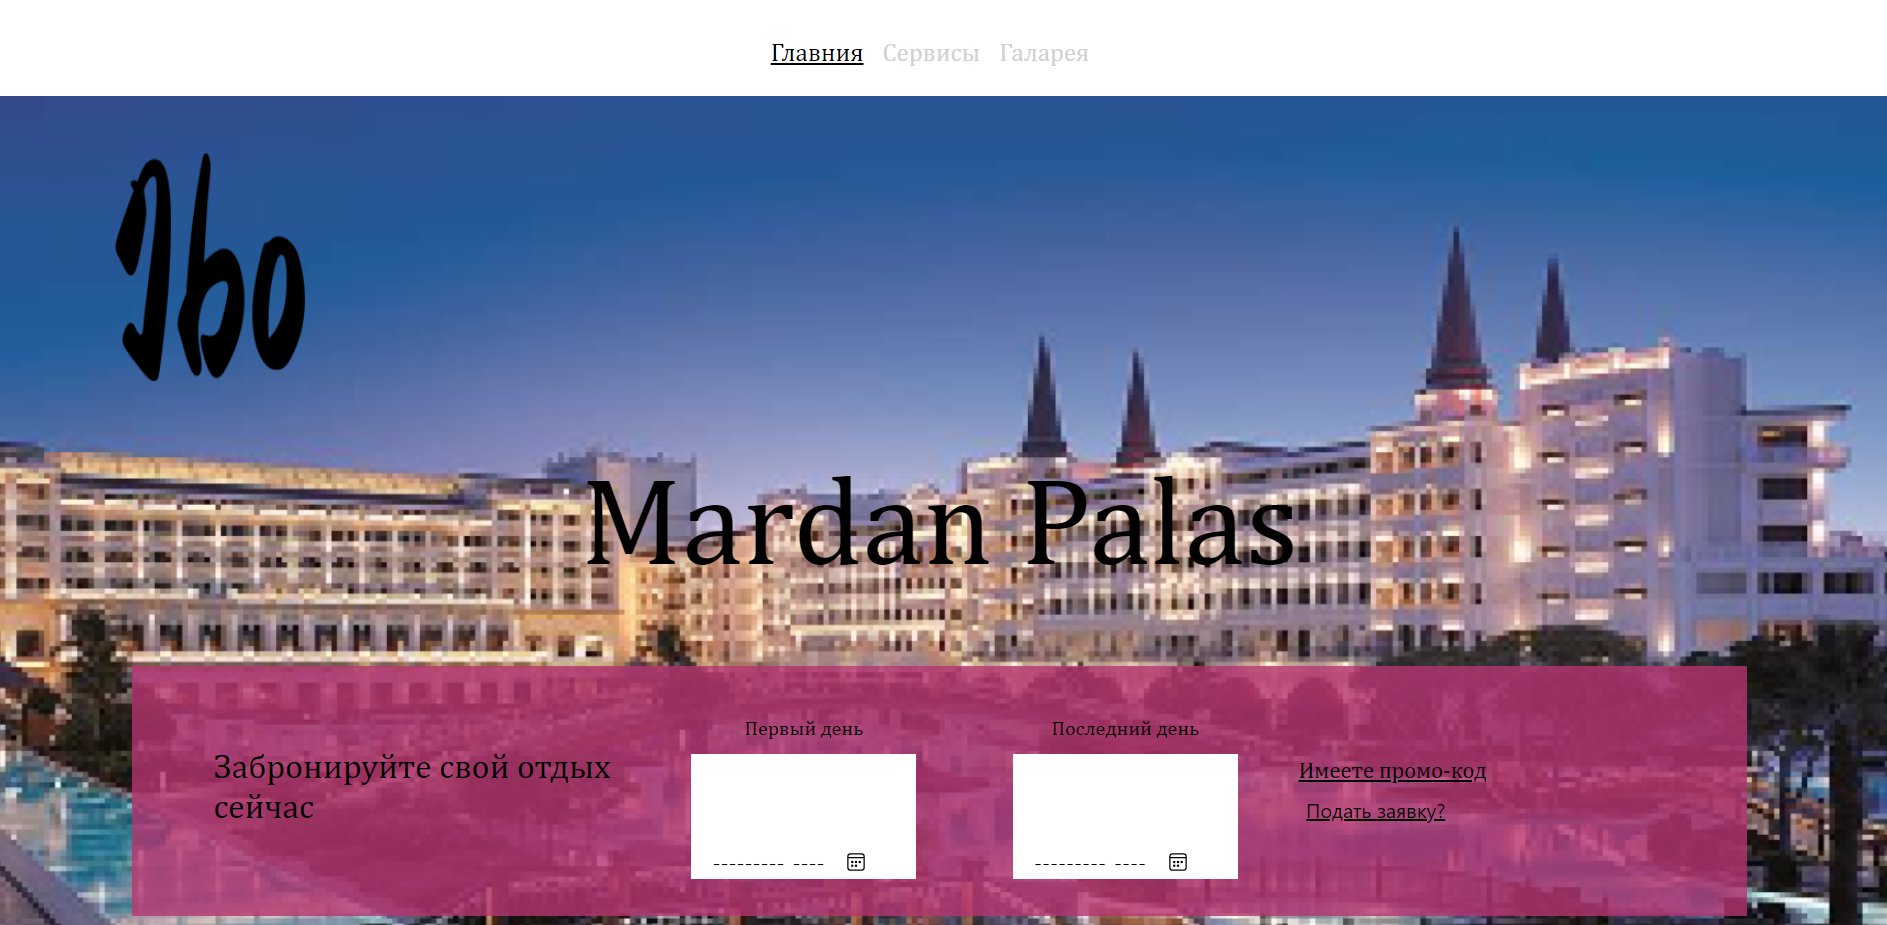 Главния Сервисы Галарея
Ibo
Mardan Palas
Забронируйте свой отдых
сейчас
Первый день
--------- ----
Последний день
--------- ----
Имеете промо-код
Подать заявку?